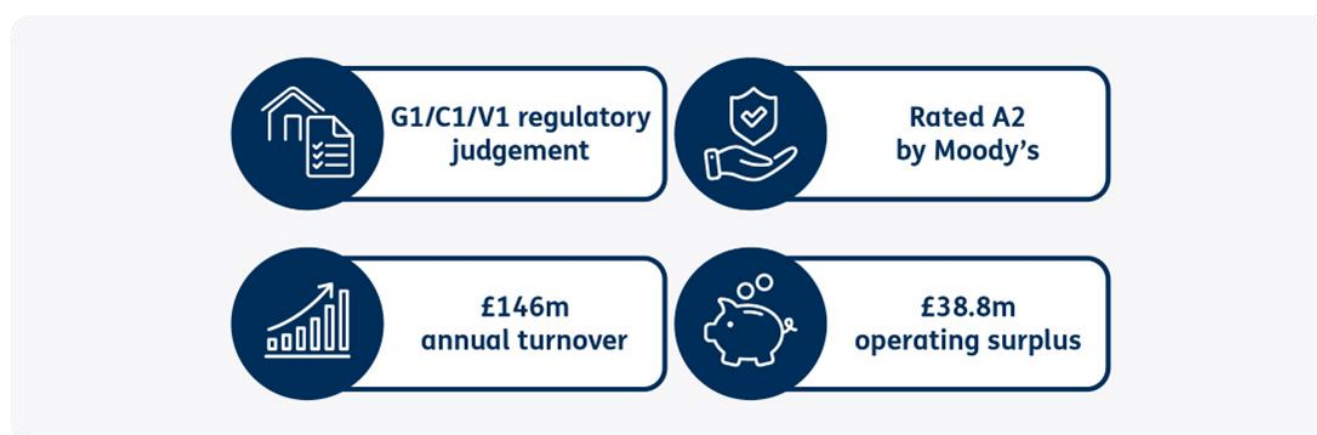 G1/C1/V1 regulatory
judgement
Rated A2
by Moody’s
£146m
annual turnover
£38.8m
operating surplus